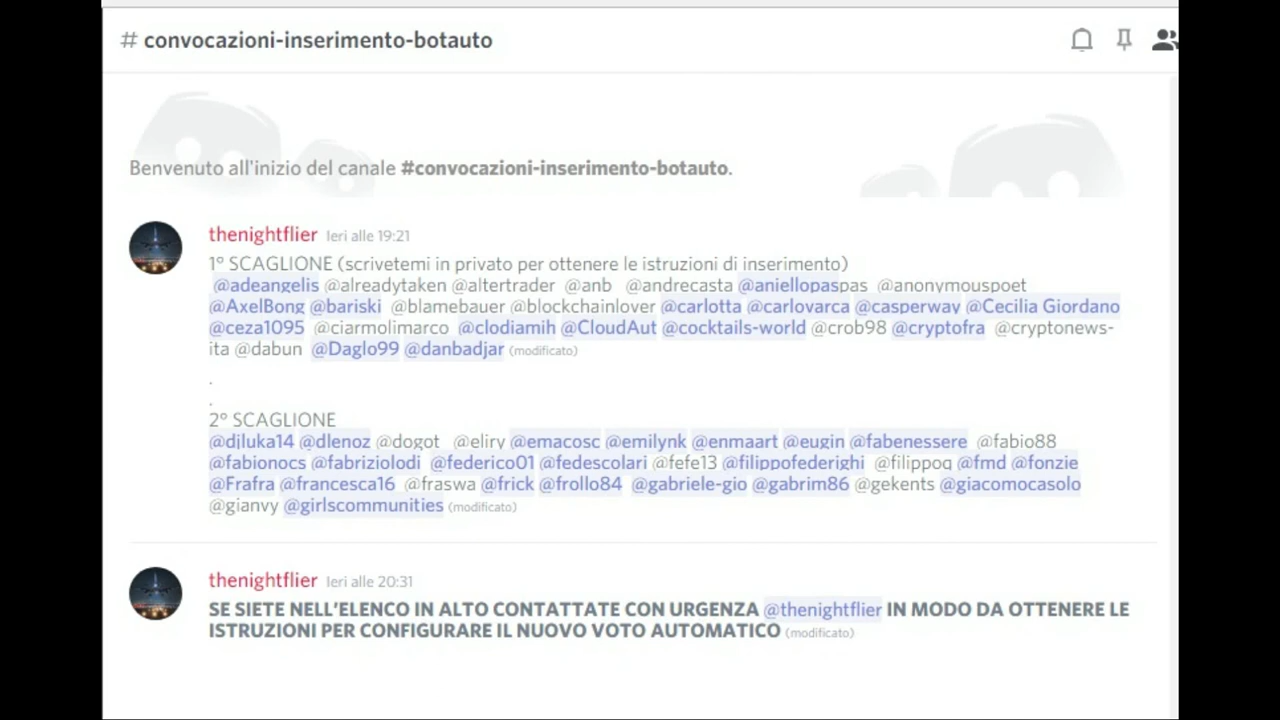 # convocazioni-inserimento-botauto
Benvenuto all'inizio del canale #convocazioni-inserimento-botauto.
thenightflier Ieri alle 19:21
1° SCAGLIONE (scrivetemi in privato per ottenere le istruzioni di inserimento)
@adeangelis @alreadytaken @altertrader @anb @andrecasta @aniellopaspas @anonymouspoet
@AxelBong @bariski @blamebauer @blockchainlover @carlotta @carlovarca @casperway @Cecilia Giordano
@ceza1095 @ciarmolimarco @clodiamih @CloudAut @cocktails-world @crob98 @cryptofra @cryptonews-
ita @dabun @Daglo99 @danbadjar (modificato)
.
.
2° SCAGLIONE
@djluka14 @dlenoz @dogot @eliry @emacosc @emilynk @enmaart @eugin @fabenessere @fabio88
@fabionocs @fabriziolodi @federico01 @fedescolari @fefe13 @filippofederighi @filippoq @fmd @fonzie
@Frafra @francesca16 @fraswa @frick @frollo84 @gabriele-gio @gabrim86 @gekents @giacomocasolo
@gianvy @girlscommunities (modificato)
thenightflier Ieri alle 20:31
SE SIETE NELL'ELENCO IN ALTO CONTATTATE CON URGENZA @thenightflier IN MODO DA OTTENERE LE
ISTRUZIONI PER CONFIGURARE IL NUOVO VOTO AUTOMATICO (modificato)